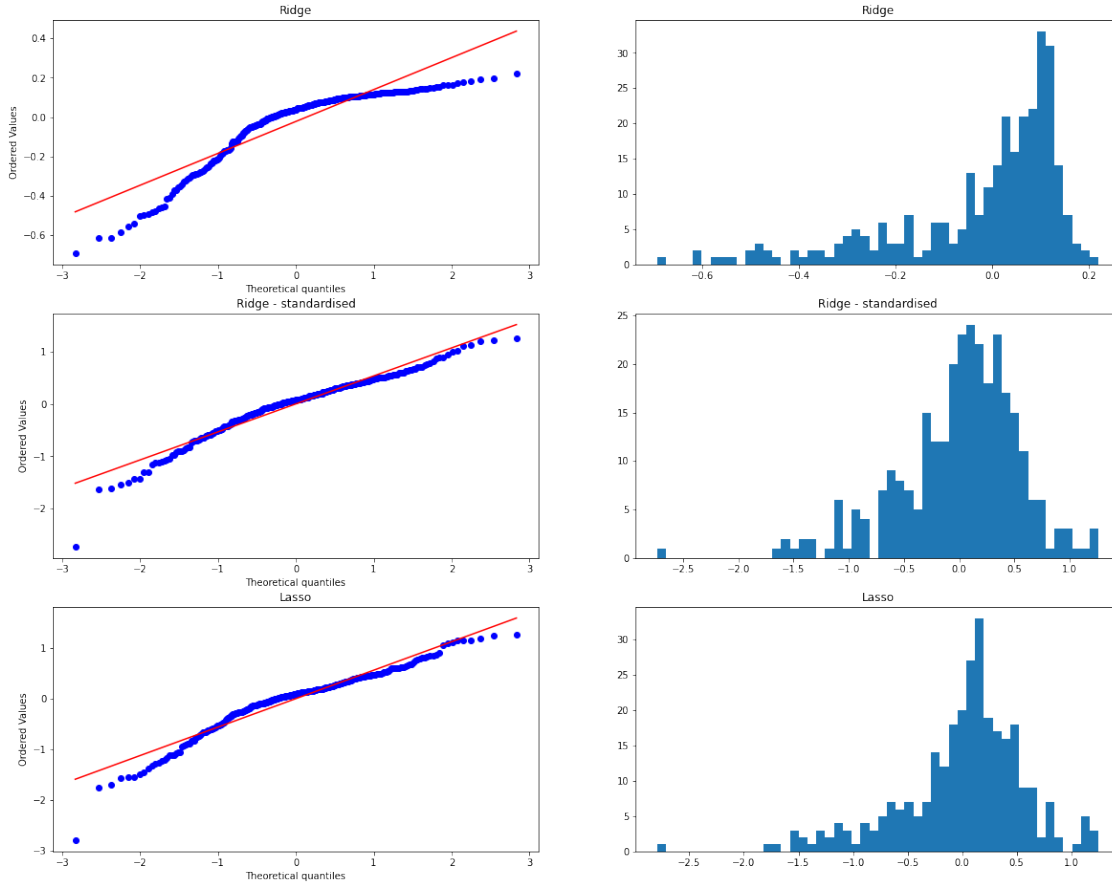 Ridge
Ridge
0.4
0.2
0.0
−0.2
−0.4
−0.6
Ordered Values
−3 −2 −1 0 1 2 3
Theoretical quantiles
30
25
20
15
10
5
0
−0.6 −0.4 −0.2 0.0 0.2
Ridge - standardised
Ridge - standardised
1
0
−1
−2
Ordered Values
−3 −2 −1 0 1 2 3
Theoretical quantiles
25
20
15
10
5
0
−2.5 −2.0 −1.5 −1.0 −0.5 0.0 0.5 1.0
Lasso
Lasso
1
0
−1
−2
−3
Ordered Values
−3 −2 −1 0 1 2 3
Theoretical quantiles
30
25
20
15
10
5
0
−2.5 −2.0 −1.5 −1.0 −0.5 0.0 0.5 1.0